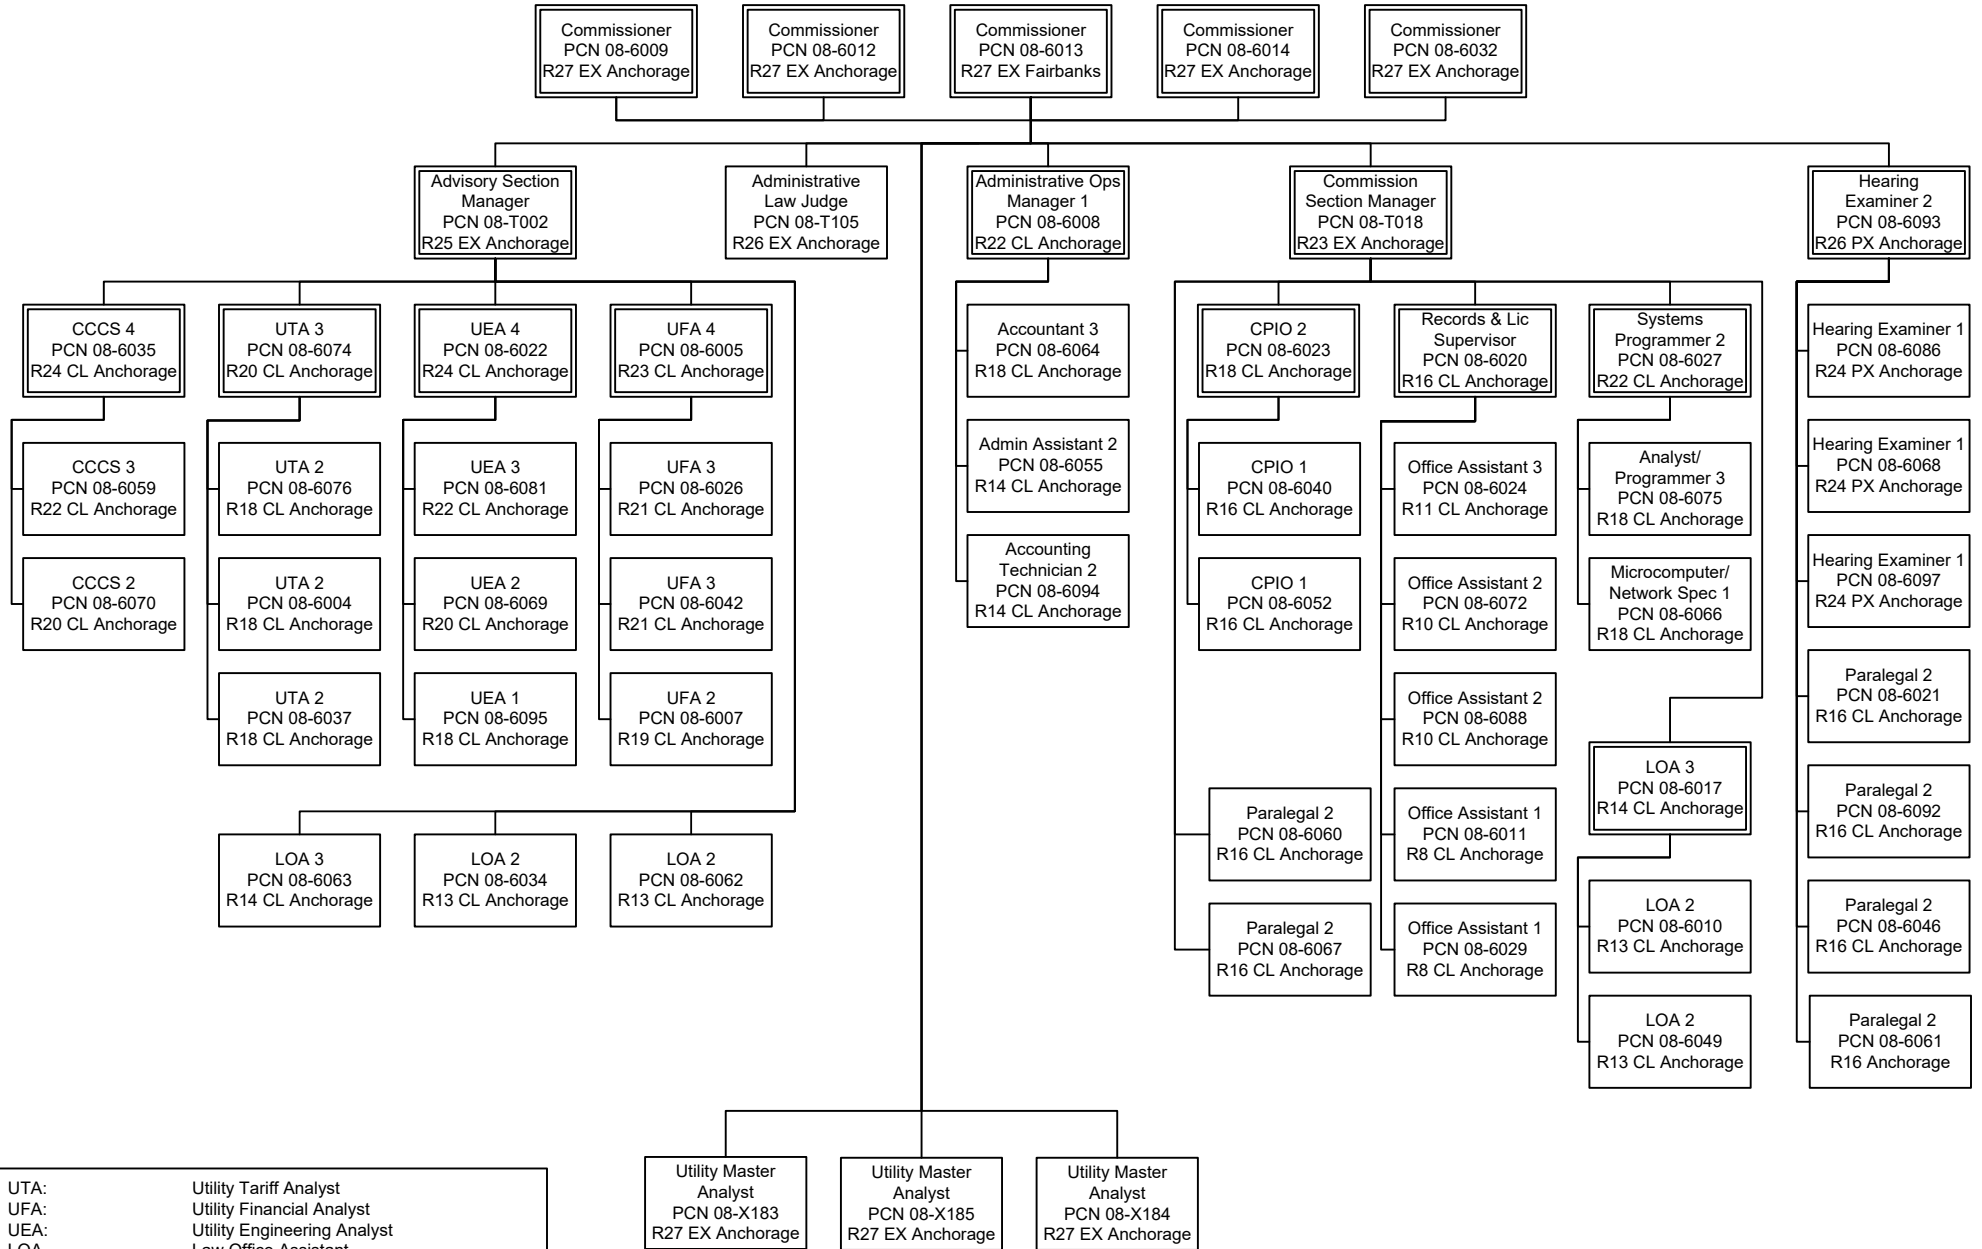 Commissioner
PCN 08-6009
R27 EX Anchorage
Commissioner
PCN 08-6012
R27 EX Anchorage
Commissioner
PCN 08-6013
R27 EX Fairbanks
Commissioner
PCN 08-6014
R27 EX Anchorage
Commissioner
PCN 08-6032
R27 EX Anchorage
Advisory Section
Manager
PCN 08-T002
R25 EX Anchorage
Administrative
Law Judge
PCN 08-T105
R26 EX Anchorage
Administrative Ops
Manager 1
PCN 08-6008
R22 CL Anchorage
Commission
Section Manager
PCN 08-T018
R23 EX Anchorage
Hearing
Examiner 2
PCN 08-6093
R26 PX Anchorage
CCCS 4
PCN 08-6035
R24 CL Anchorage
UTA 3
PCN 08-6074
R20 CL Anchorage
UEA 4
PCN 08-6022
R24 CL Anchorage
UFA 4
PCN 08-6005
R23 CL Anchorage
Accountant 3
PCN 08-6064
R18 CL Anchorage
CPIO 2
PCN 08-6023
R18 CL Anchorage
Records & Lic
Supervisor
PCN 08-6020
R16 CL Anchorage
Systems
Programmer 2
PCN 08-6027
R22 CL Anchorage
Hearing Examiner 1
PCN 08-6086
R24 PX Anchorage
CCCS 3
PCN 08-6059
R22 CL Anchorage
UTA 2
PCN 08-6076
R18 CL Anchorage
UEA 3
PCN 08-6081
R22 CL Anchorage
UFA 3
PCN 08-6026
R21 CL Anchorage
Admin Assistant 2
PCN 08-6055
R14 CL Anchorage
CPIO 1
PCN 08-6040
R16 CL Anchorage
Office Assistant 3
PCN 08-6024
R11 CL Anchorage
Analyst/
Programmer 3
PCN 08-6075
R18 CL Anchorage
Hearing Examiner 1
PCN 08-6068
R24 PX Anchorage
CCCS 2
PCN 08-6070
R20 CL Anchorage
UTA 2
PCN 08-6004
R18 CL Anchorage
UEA 2
PCN 08-6069
R20 CL Anchorage
UFA 3
PCN 08-6042
R21 CL Anchorage
Accounting
Technician 2
PCN 08-6094
R14 CL Anchorage
CPIO 1
PCN 08-6052
R16 CL Anchorage
Office Assistant 2
PCN 08-6072
R10 CL Anchorage
Microcomputer/
Network Spec 1
PCN 08-6066
R18 CL Anchorage
Hearing Examiner 1
PCN 08-6097
R24 PX Anchorage
UTA 2
PCN 08-6037
R18 CL Anchorage
UEA 1
PCN 08-6095
R18 CL Anchorage
UFA 2
PCN 08-6007
R19 CL Anchorage
Office Assistant 2
PCN 08-6088
R10 CL Anchorage
Paralegal 2
PCN 08-6021
R16 CL Anchorage
LOA 3
PCN 08-6017
R14 CL Anchorage
Paralegal 2
PCN 08-6092
R16 CL Anchorage
LOA 3
PCN 08-6063
R14 CL Anchorage
LOA 2
PCN 08-6034
R13 CL Anchorage
LOA 2
PCN 08-6062
R13 CL Anchorage
Paralegal 2
PCN 08-6060
R16 CL Anchorage
Office Assistant 1
PCN 08-6011
R8 CL Anchorage
LOA 2
PCN 08-6010
R13 CL Anchorage
Paralegal 2
PCN 08-6046
R16 CL Anchorage
Paralegal 2
PCN 08-6067
R16 CL Anchorage
Office Assistant 1
PCN 08-6029
R8 CL Anchorage
LOA 2
PCN 08-6049
R13 CL Anchorage
Paralegal 2
PCN 08-6061
R16 Anchorage
Utility Master
Analyst
PCN 08-X183
R27 EX Anchorage
Utility Master
Analyst
PCN 08-X185
R27 EX Anchorage
Utility Master
Analyst
PCN 08-X184
R27 EX Anchorage
UTA: Utility Tariff Analyst
UFA: Utility Financial Analyst
UEA: Utility Engineering Analyst
LOA: Law Office Assistant